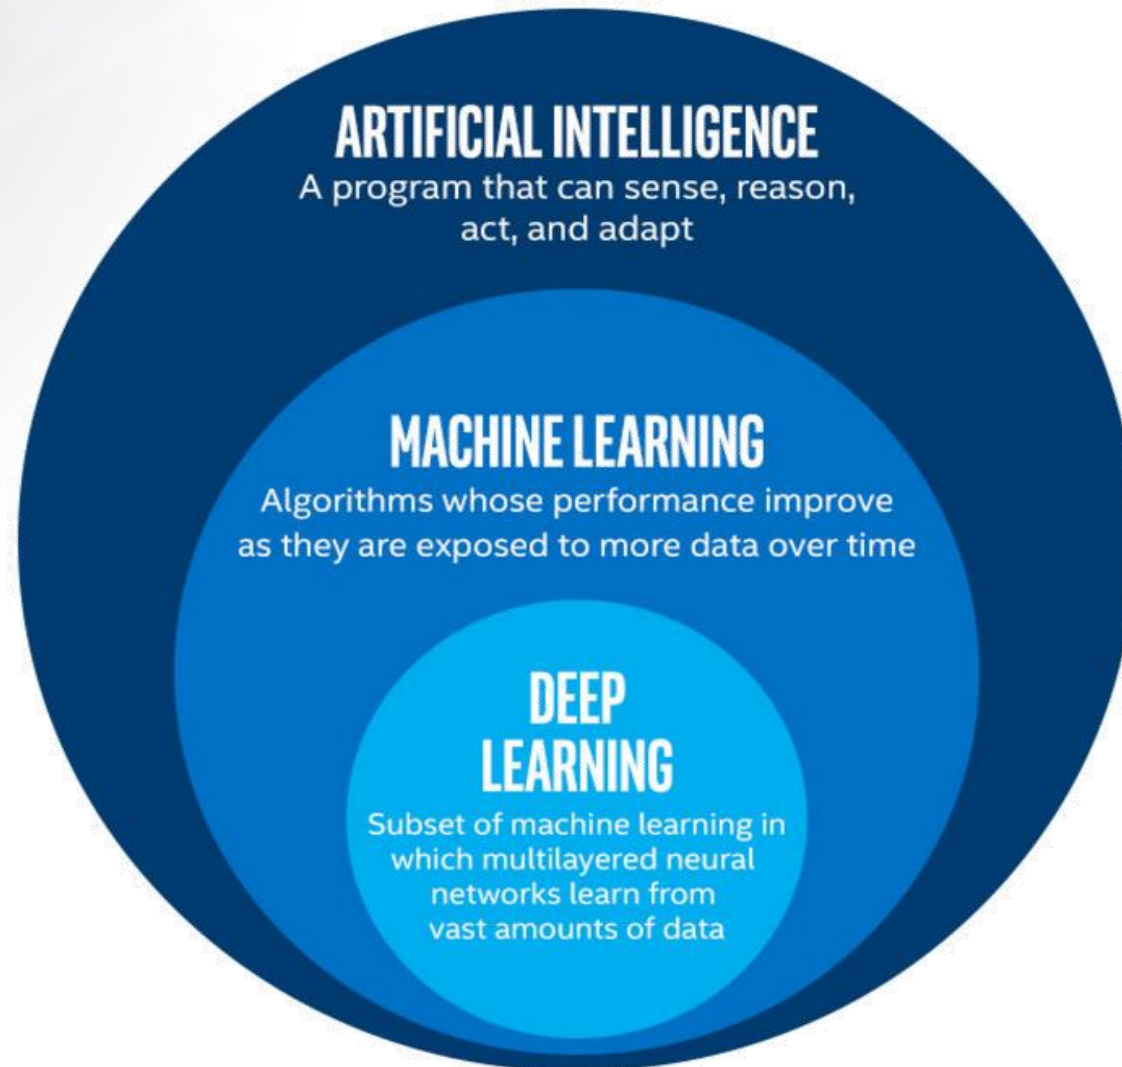 ARTIFICIAL INTELLIGENCE
A program that can sense, reason,
act, and adapt
MACHINE LEARNING
Algorithms whose performance improve
as they are exposed to more data over time
DEEP
LEARNING
Subset of machine learning in
which multilayered neural
networks learn from
vast amounts of data